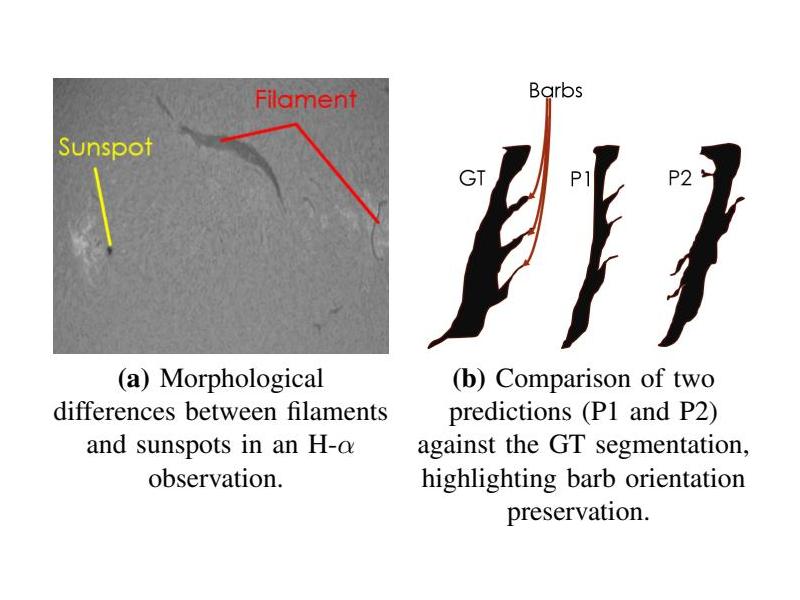 Filament
Sunspot
Barbs
GT
P1
P2
(a) Morphological
differences between filaments
and sunspots in an H-α
observation.
(b) Comparison of two
predictions (P1 and P2)
against the GT segmentation,
highlighting barb orientation
preservation.